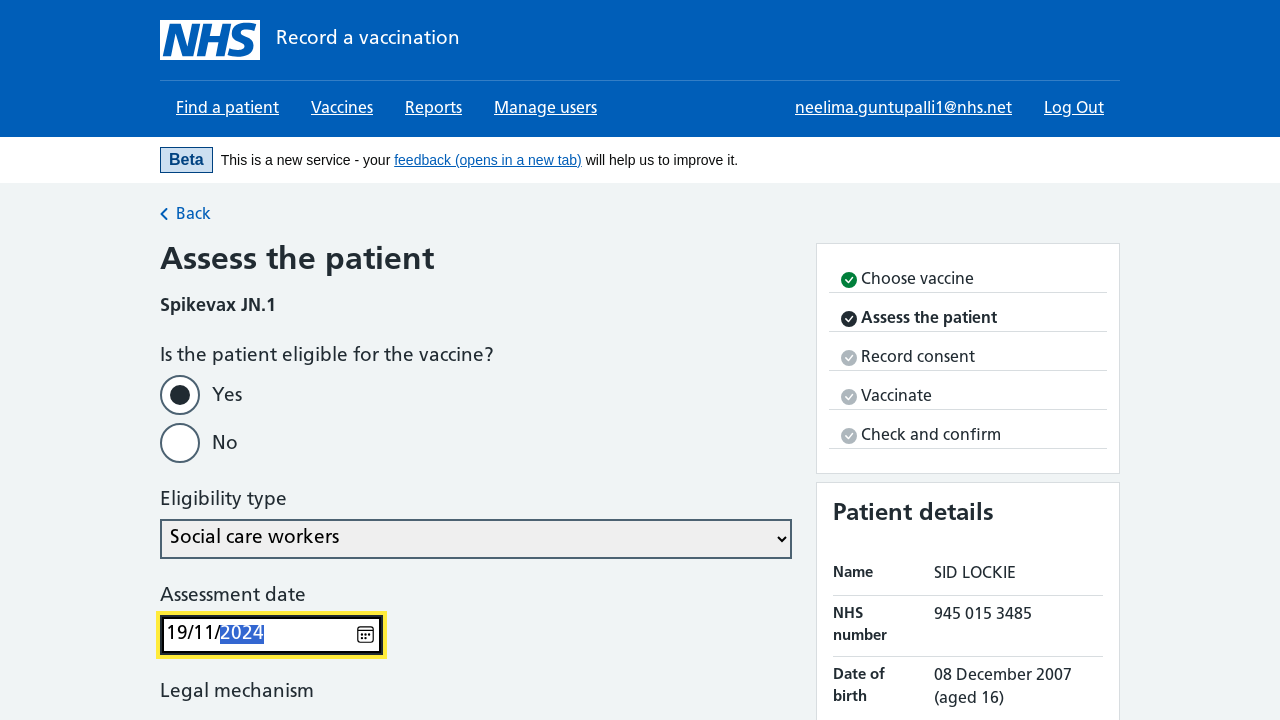 NHS Record a vaccination
Find a patient Vaccines Reports Manage users neelima.guntupalli1@nhs.net Log Out
Beta This is a new service - your feedback (opens in a new tab) will help us to improve it.
Back
Assess the patient
Spikevax JN.1
Is the patient eligible for the vaccine?
Yes
No
Eligibility type
Social care workers
Assessment date
19/11/2024
Legal mechanism
Choose vaccine
Assess the patient
Record consent
Vaccinate
Check and confirm
Patient details
Name SID LOCKIE
NHS number 945 015 3485
Date of birth 08 December 2007 (aged 16)